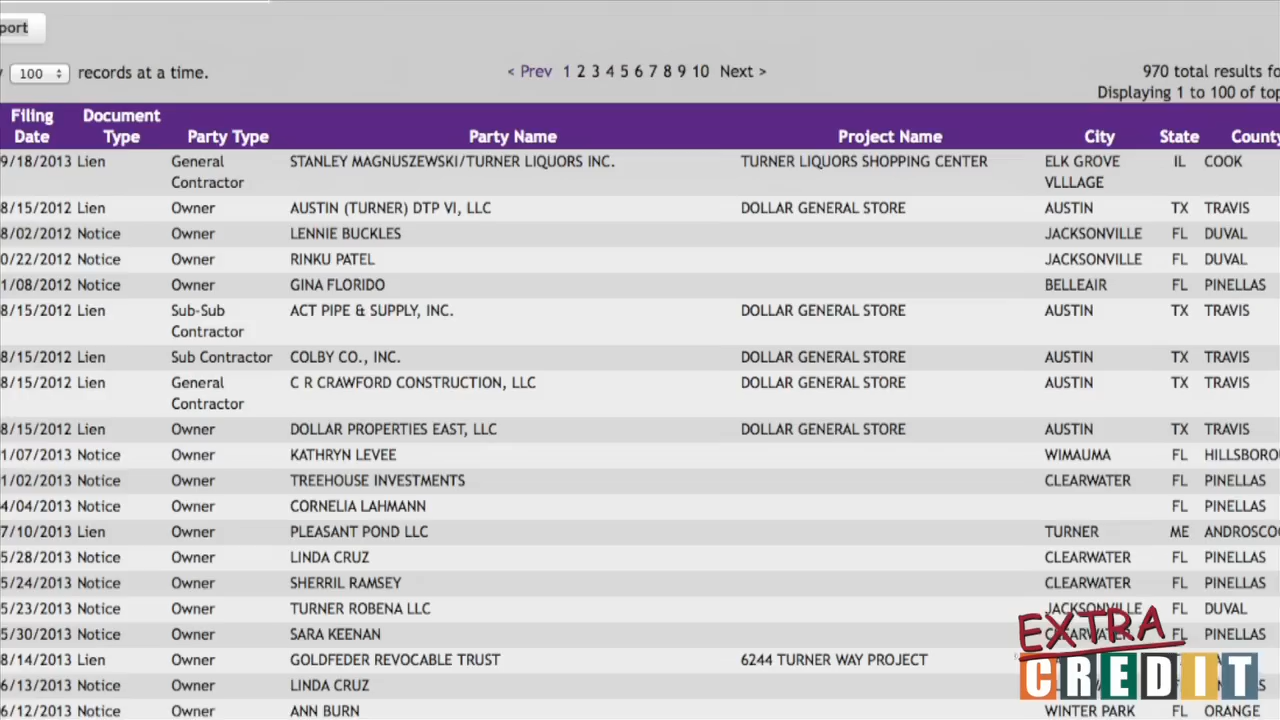 port
100 records at a time.
< Prev 1 2 3 4 5 6 7 8 9 10 Next >
970 total results fo
Displaying 1 to 100 of top
Filing Date Document Type Party Type Party Name Project Name City State County
9/18/2013 Lien General Contractor STANLEY MAGNUSZEWSKI/TURNER LIQUORS INC. TURNER LIQUORS SHOPPING CENTER ELK GROVE VLLLAGE IL COOK
8/15/2012 Lien Owner AUSTIN (TURNER) DTP VI, LLC DOLLAR GENERAL STORE AUSTIN TX TRAVIS
8/02/2012 Notice Owner LENNIE BUCKLES JACKSONVILLE FL DUVAL
0/22/2012 Notice Owner RINKU PATEL JACKSONVILLE FL DUVAL
1/08/2012 Notice Owner GINA FLORIDO BELLEAIR FL PINELLAS
8/15/2012 Lien Sub-Sub Contractor ACT PIPE & SUPPLY, INC. DOLLAR GENERAL STORE AUSTIN TX TRAVIS
8/15/2012 Lien Sub Contractor COLBY CO., INC. DOLLAR GENERAL STORE AUSTIN TX TRAVIS
8/15/2012 Lien General Contractor C R CRAWFORD CONSTRUCTION, LLC DOLLAR GENERAL STORE AUSTIN TX TRAVIS
8/15/2012 Lien Owner DOLLAR PROPERTIES EAST, LLC DOLLAR GENERAL STORE AUSTIN TX TRAVIS
1/07/2013 Notice Owner KATHRYN LEVEE WIMAUMA FL HILLSBORO
1/02/2013 Notice Owner TREEHOUSE INVESTMENTS CLEARWATER FL PINELLAS
4/04/2013 Notice Owner CORNELIA LAHMANN FL PINELLAS
7/10/2013 Lien Owner PLEASANT POND LLC TURNER ME ANDROSCO
5/28/2013 Notice Owner LINDA CRUZ CLEARWATER FL PINELLAS
5/24/2013 Notice Owner SHERRIL RAMSEY CLEARWATER FL PINELLAS
5/23/2013 Notice Owner TURNER ROBENA LLC JACKSONVILLE FL DUVAL
5/30/2013 Notice Owner SARA KEENAN CLEARWATER FL PINELLAS
8/14/2013 Lien Owner GOLDFEDER REVOCABLE TRUST 6244 TURNER WAY PROJECT
6/13/2013 Notice Owner LINDA CRUZ
6/12/2013 Notice Owner ANN BURN WINTER PARK FL ORANGE
EXTRA
CREDIT